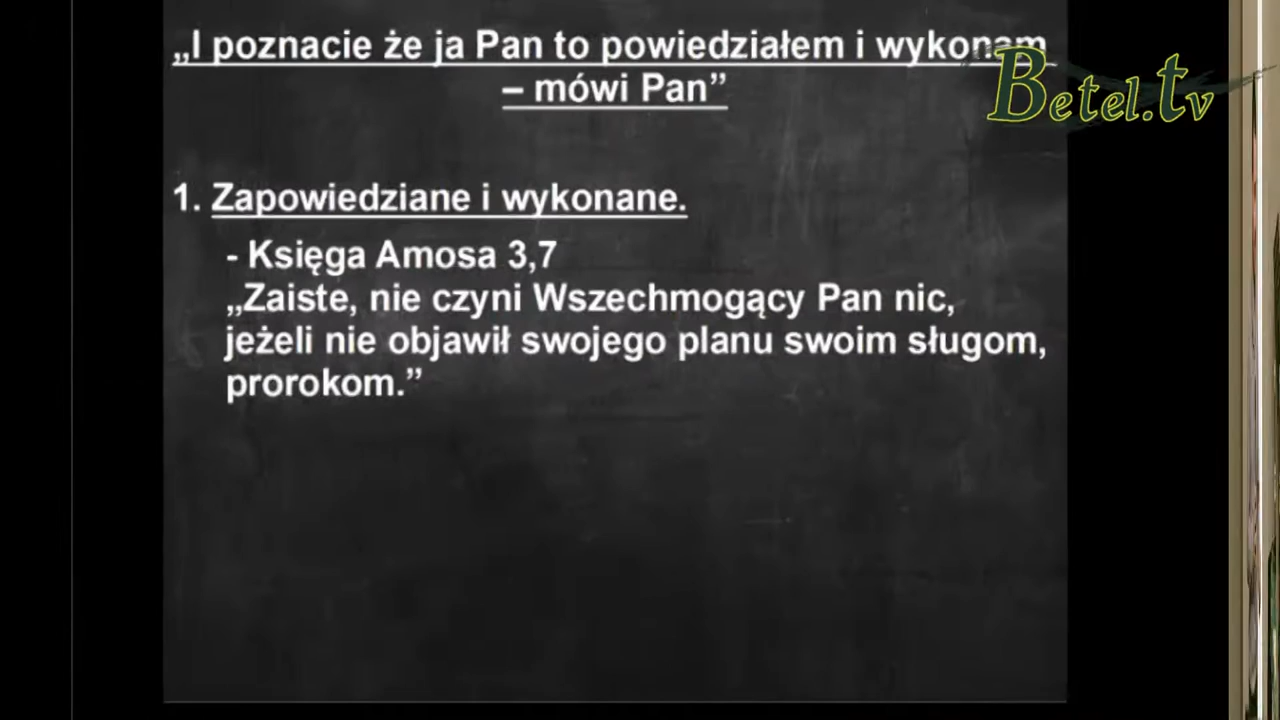 „I poznacie że ja Pan to powiedziałem i wykonam
– mówi Pan”
Betel.tv
1. Zapowiedziane i wykonane.
- Księga Amosa 3,7
„Zaiste, nie czyni Wszechmogący Pan nic,
jeżeli nie objawił swojego planu swoim sługom,
prorokom.”